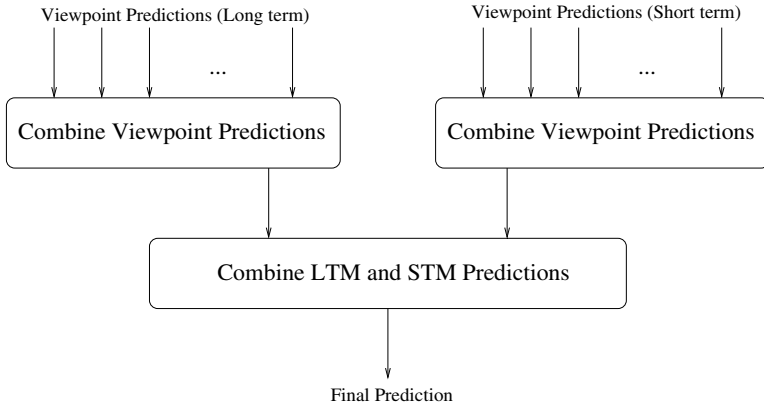 Viewpoint Predictions (Long term)
Viewpoint Predictions (Short term)
...
...
Combine Viewpoint Predictions
Combine Viewpoint Predictions
Combine LTM and STM Predictions
Final Prediction